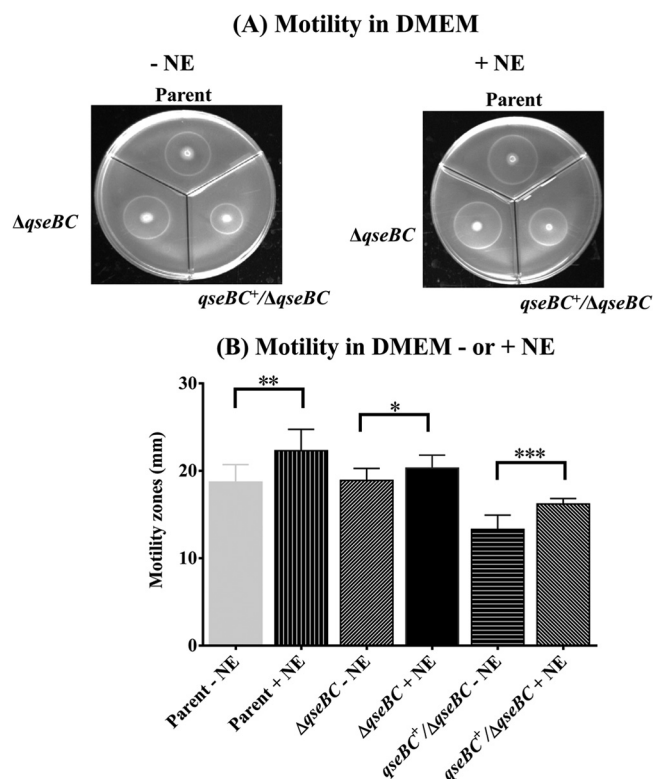 (A) Motility in DMEM
- NE
+ NE
Parent
Parent
ΔqseBC
ΔqseBC
qseBC⁺/ΔqseBC
qseBC⁺/ΔqseBC
(B) Motility in DMEM - or + NE
Motility zones (mm)
30
20
10
0
**
*
***
Parent - NE
Parent + NE
ΔqseBC - NE
ΔqseBC + NE
qseBC⁺/ΔqseBC - NE
qseBC⁺/ΔqseBC + NE